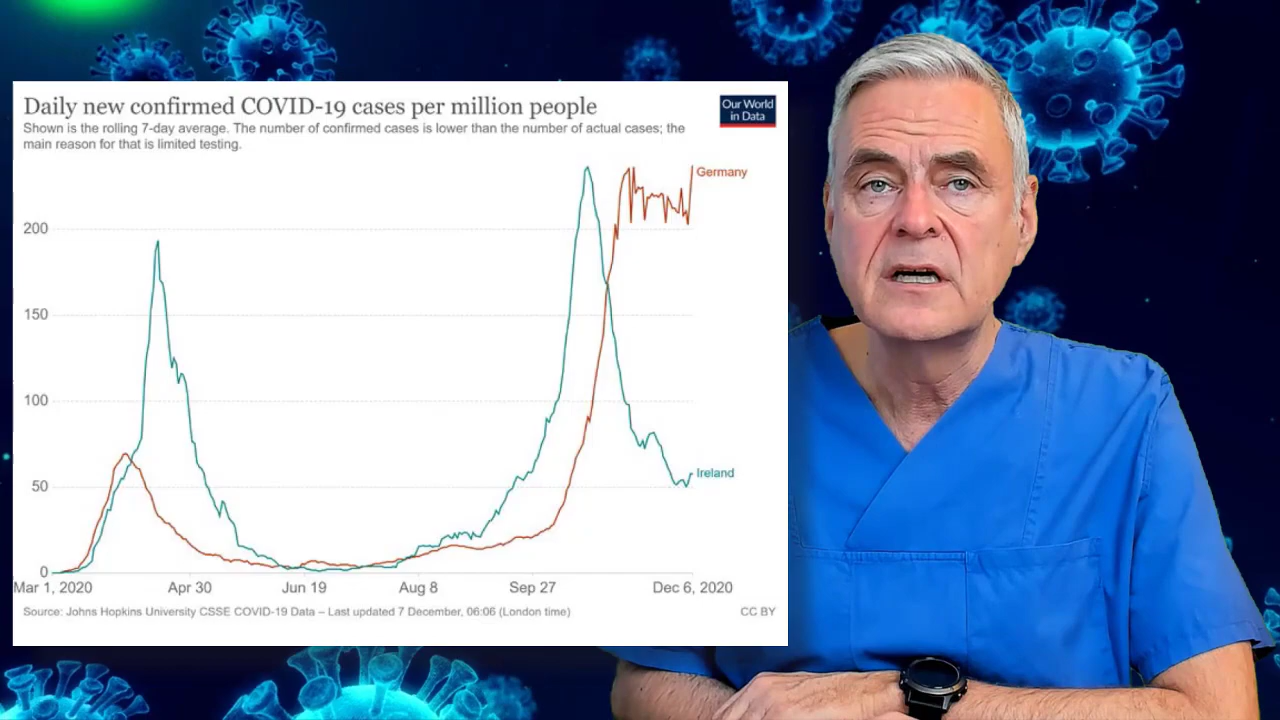 Daily new confirmed COVID-19 cases per million people
Our World
in Data
Shown is the rolling 7-day average. The number of confirmed cases is lower than the number of actual cases; the
main reason for that is limited testing.
Germany
200
150
100
50
Ireland
0
Mar 1, 2020 Apr 30 Jun 19 Aug 8 Sep 27 Dec 6, 2020
Source: Johns Hopkins University CSSE COVID-19 Data – Last updated 7 December, 06:06 (London time) CC BY